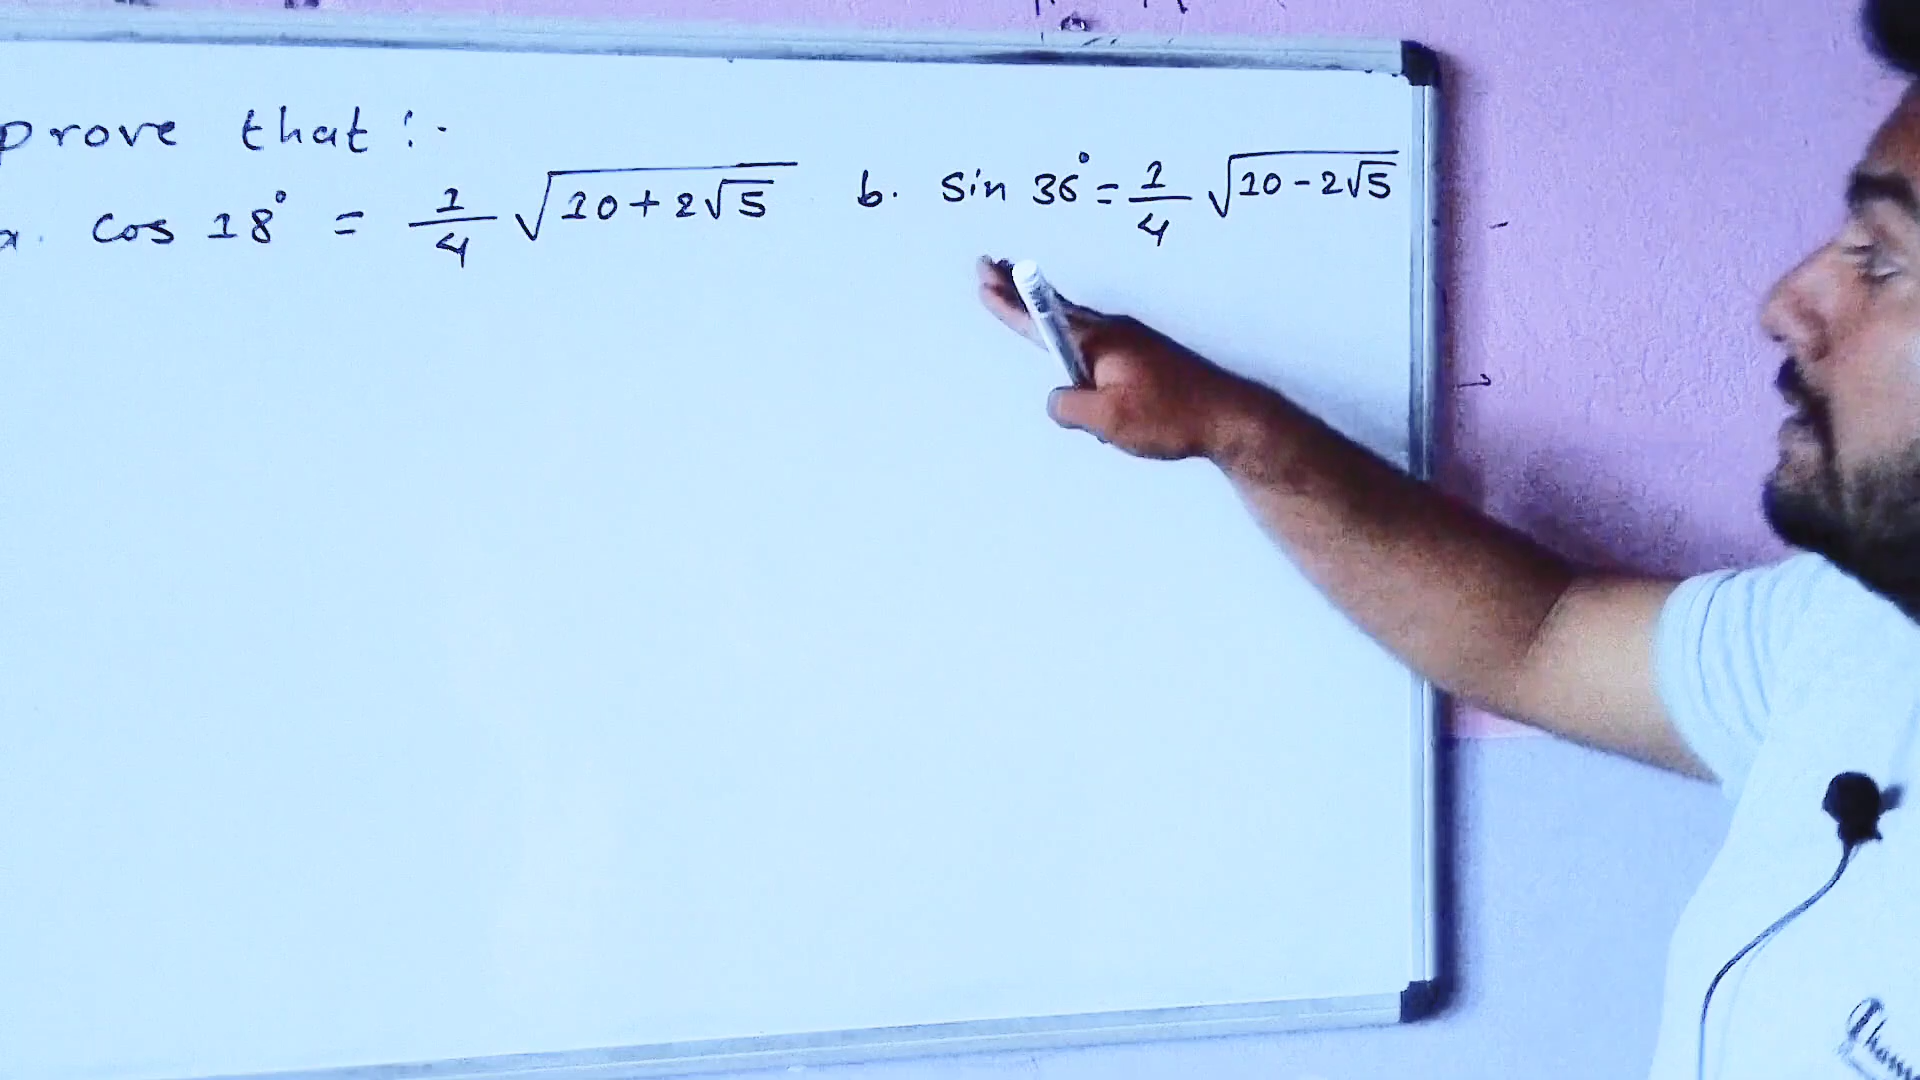 prove that :-
a. cos 18° = 1/4 √(10+2√5) b. sin 36° = 1/4 √(10-2√5)